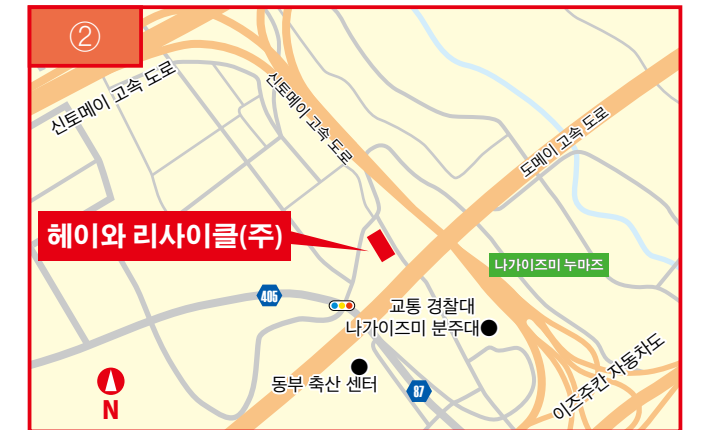 ②
신토메이 고속 도로
신토메이 고속 도로
도메이 고속 도로
헤이와 리사이클(주)
나가이즈미 누마즈
405
교통 경찰대
나가이즈미 분주대
동부 축산 센터
87
이즈주칸 자동차도
N